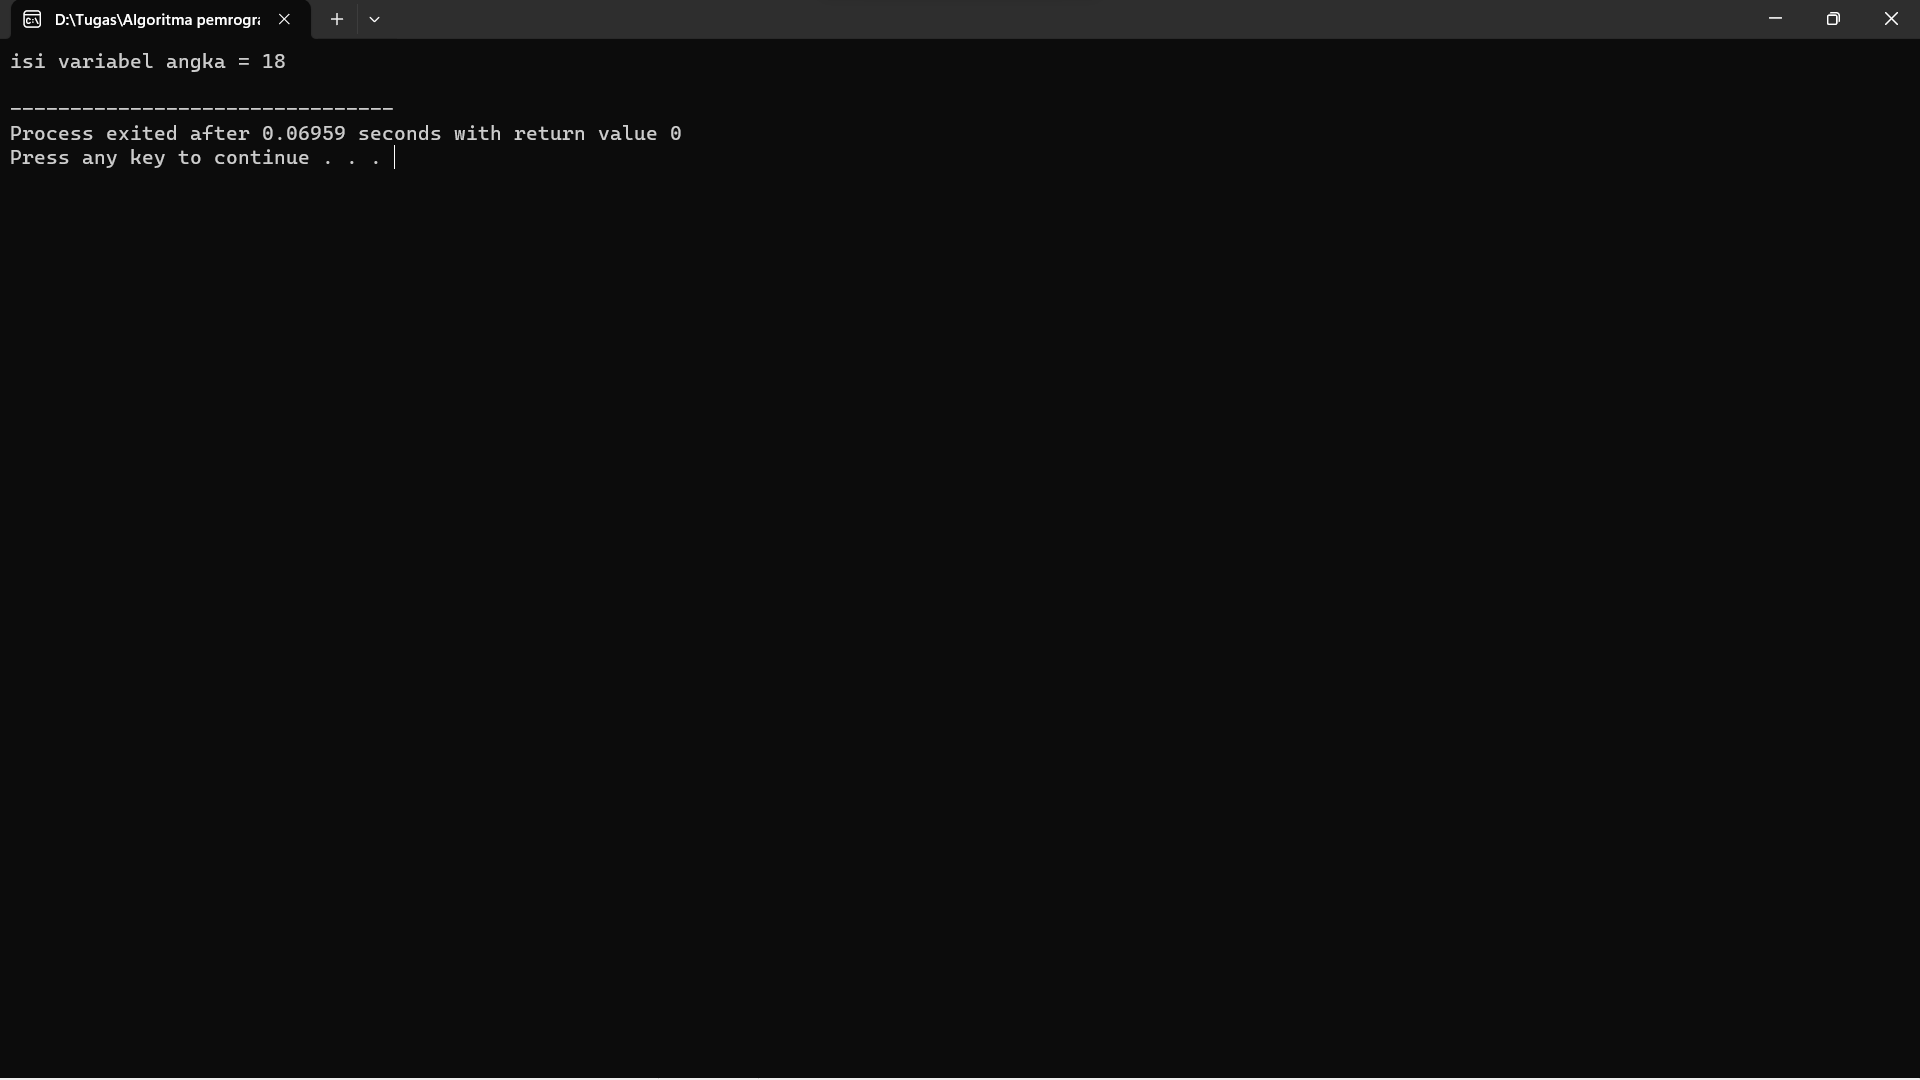 D:\Tugas\Algoritma pemrogra
isi variabel angka = 18
--------------------------------
Process exited after 0.06959 seconds with return value 0
Press any key to continue . . .